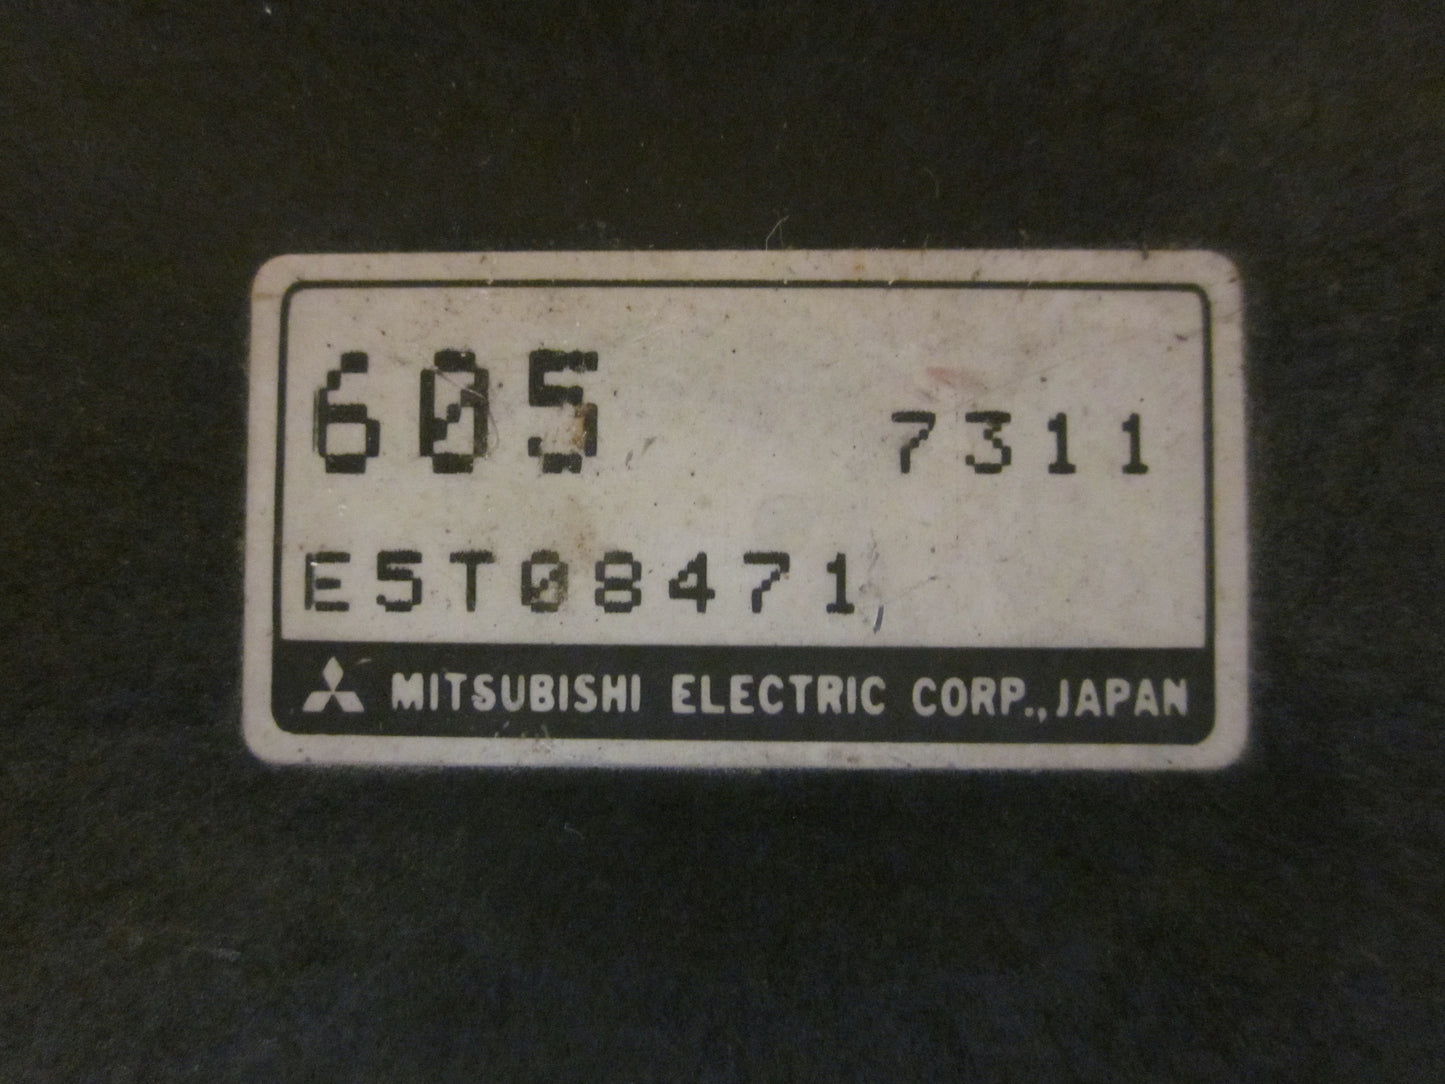 605 7311
E5T08471
MITSUBISHI ELECTRIC CORP., JAPAN